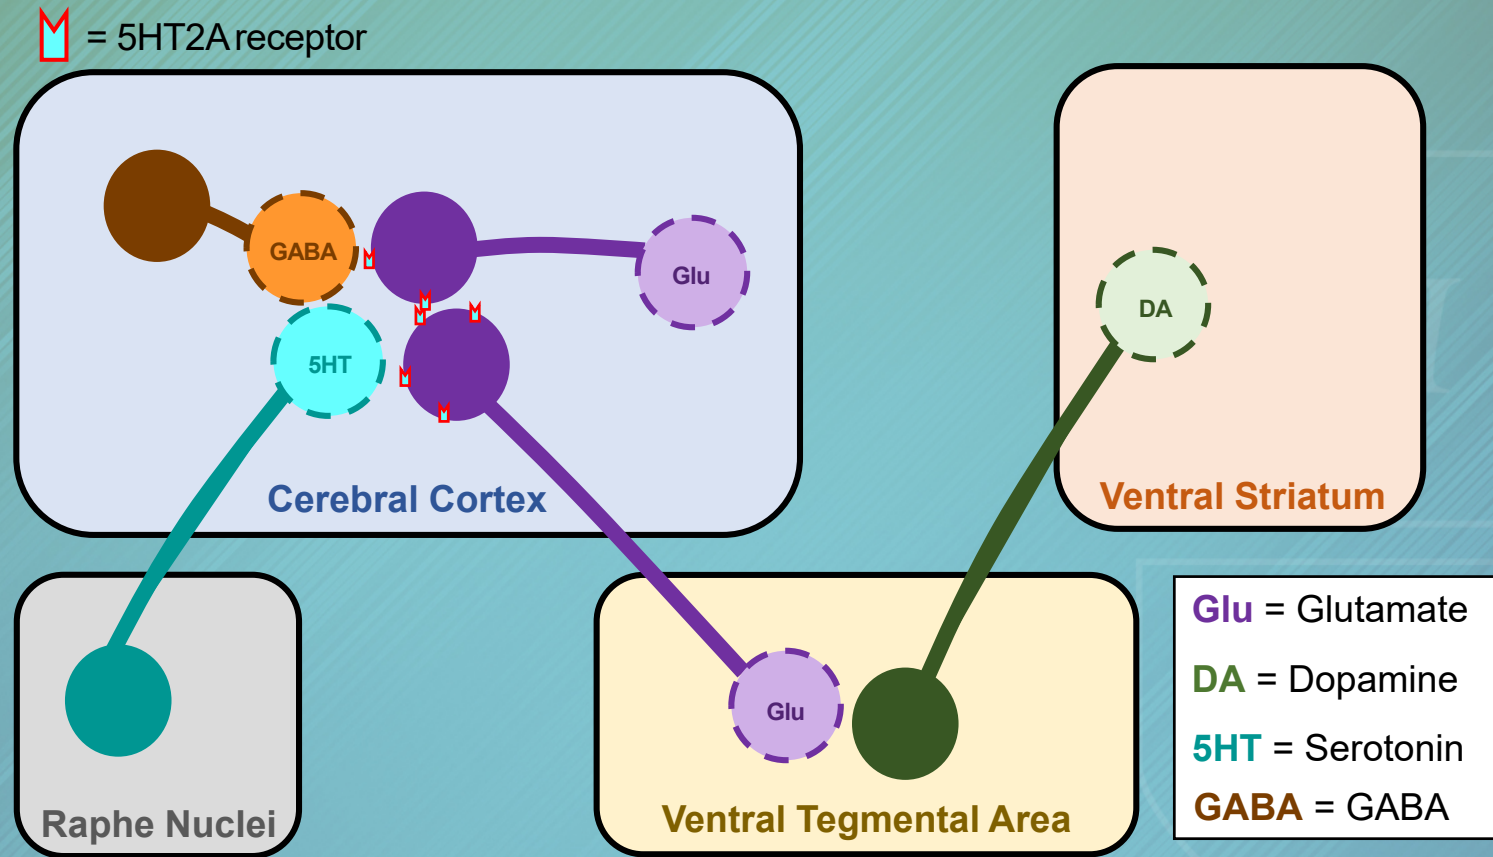 = 5HT2A receptor
GABA
Glu
5HT
DA
Cerebral Cortex
Ventral Striatum
Glu
Raphe Nuclei
Ventral Tegmental Area
Glu = Glutamate
DA = Dopamine
5HT = Serotonin
GABA = GABA